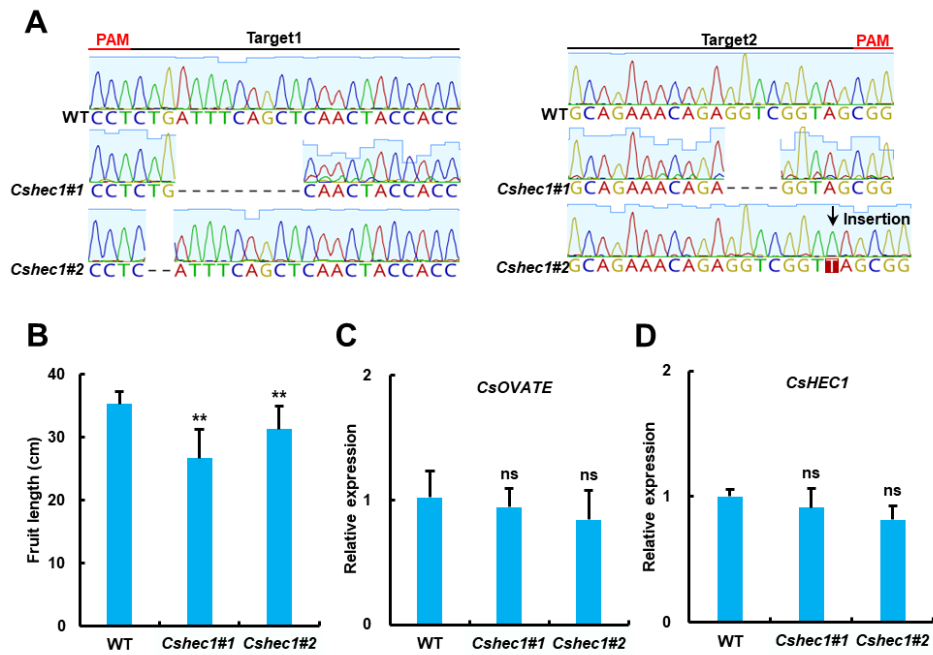 A
PAM Target1
WT CCTCTGATTTCAGCTCAACTACCACC
Cshec1#1 CCTCTG----------CAACTACCACC
Cshec1#2 CCTC--ATTTCAGCTCAACTACCACC
Target2 PAM
WT GCAGAAACAGAGGTCGGTAGCGG
Cshec1#1 GCAGAAACAGA----GGTAGCGG
Insertion
Cshec1#2 GCAGAAACAGAGGTCGGTTAGCGG
B
Fruit length (cm)
40
30
20
10
0
**
**
WT Cshec1#1 Cshec1#2
C
CsOVATE
Relative expression
2
1
0
ns
ns
WT Cshec1#1 Cshec1#2
D
CsHEC1
Relative expression
2
1
0
ns
ns
WT Cshec1#1 Cshec1#2